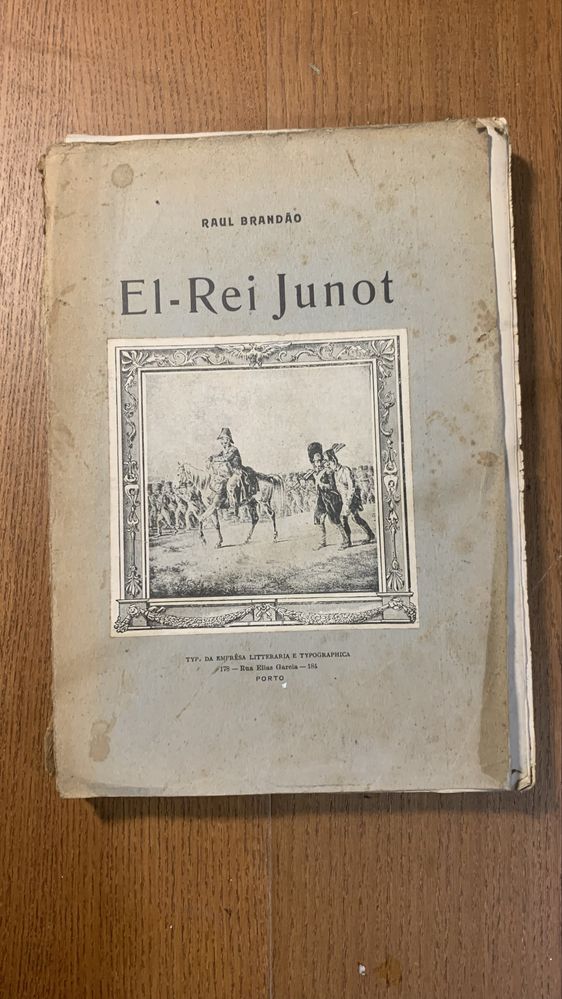 RAUL BRANDÃO
El-Rei Junot
TYP. DA EMPRÊSA LITTERARIA E TYPOGRAPHICA
178 — Rua Elias Garcia — 184
PORTO